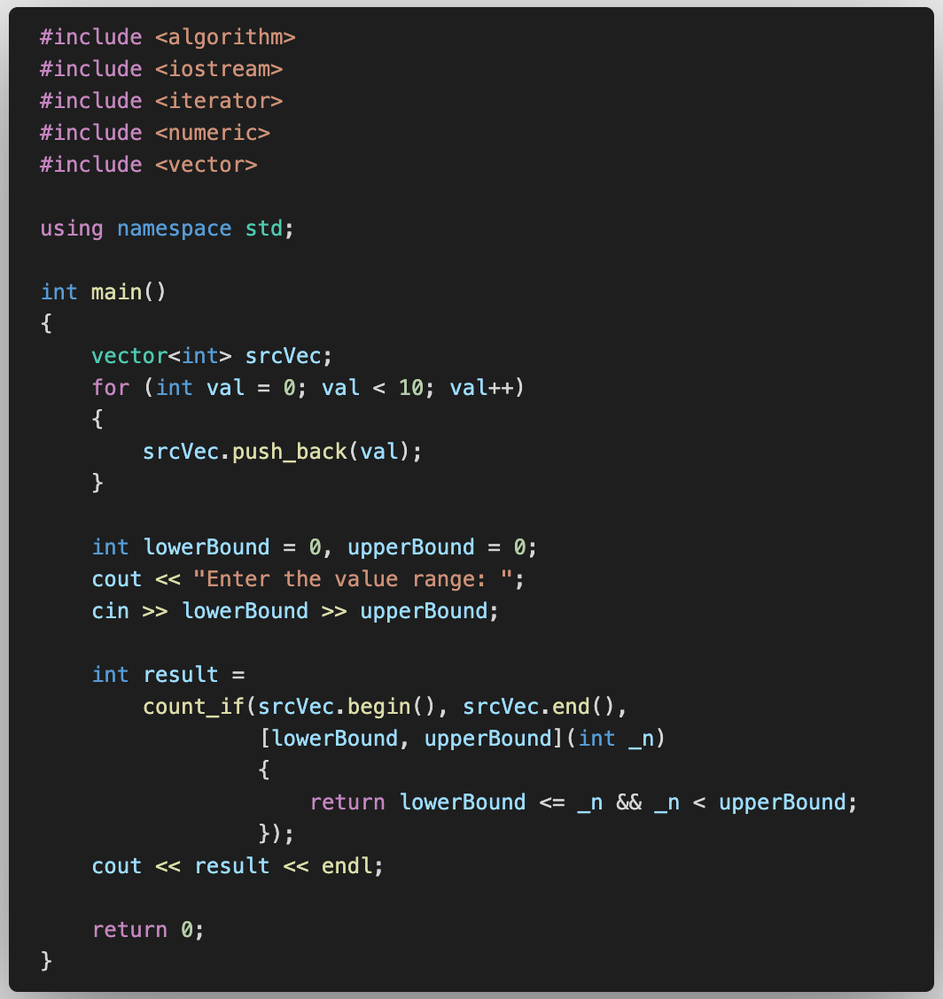 #include <algorithm>
#include <iostream>
#include <iterator>
#include <numeric>
#include <vector>

using namespace std;

int main()
{
    vector<int> srcVec;
    for (int val = 0; val < 10; val++)
    {
        srcVec.push_back(val);
    }

    int lowerBound = 0, upperBound = 0;
    cout << "Enter the value range: ";
    cin >> lowerBound >> upperBound;

    int result =
        count_if(srcVec.begin(), srcVec.end(),
                 [lowerBound, upperBound](int _n)
                 {
                     return lowerBound <= _n && _n < upperBound;
                 });
    cout << result << endl;

    return 0;
}